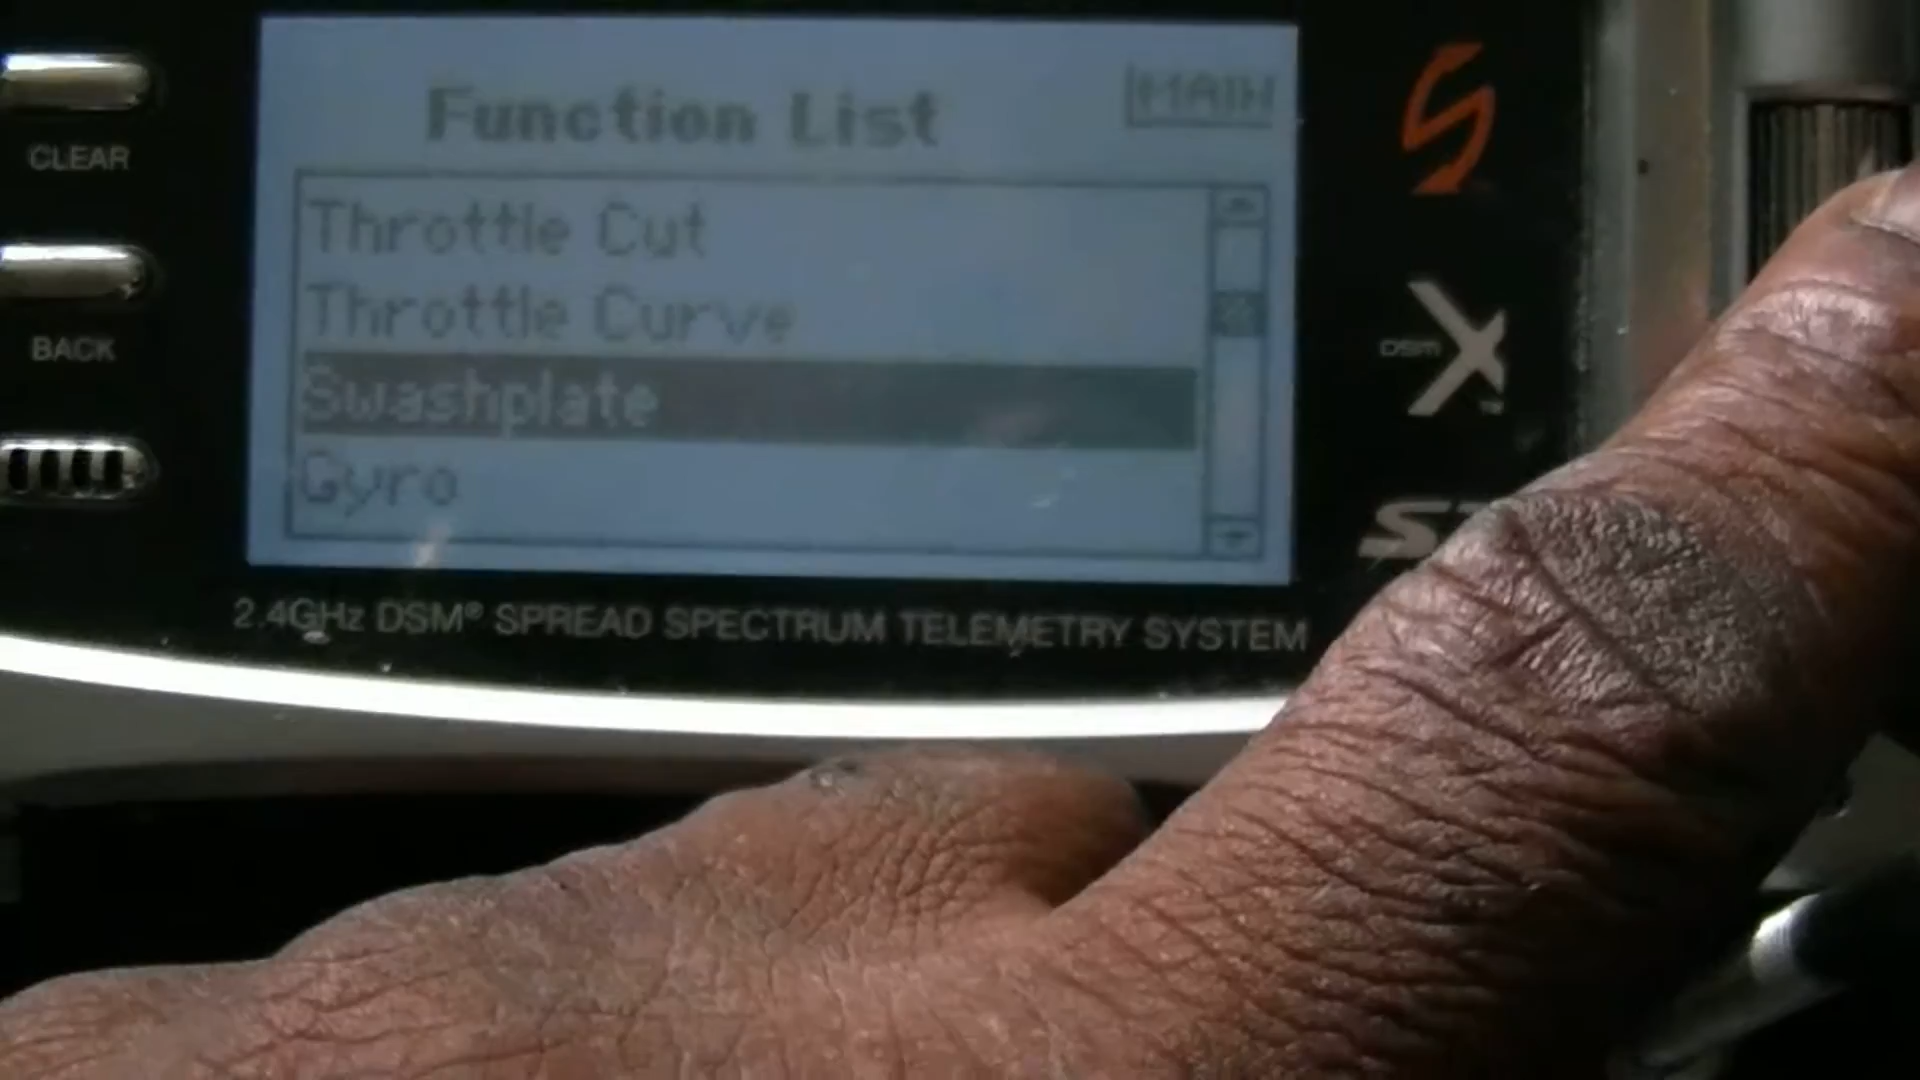 Function List
MAIN
Throttle Cut
Throttle Curve
Swashplate
Gyro
CLEAR
BACK
2.4GHz DSM® SPREAD SPECTRUM TELEMETRY SYSTEM
DSM X